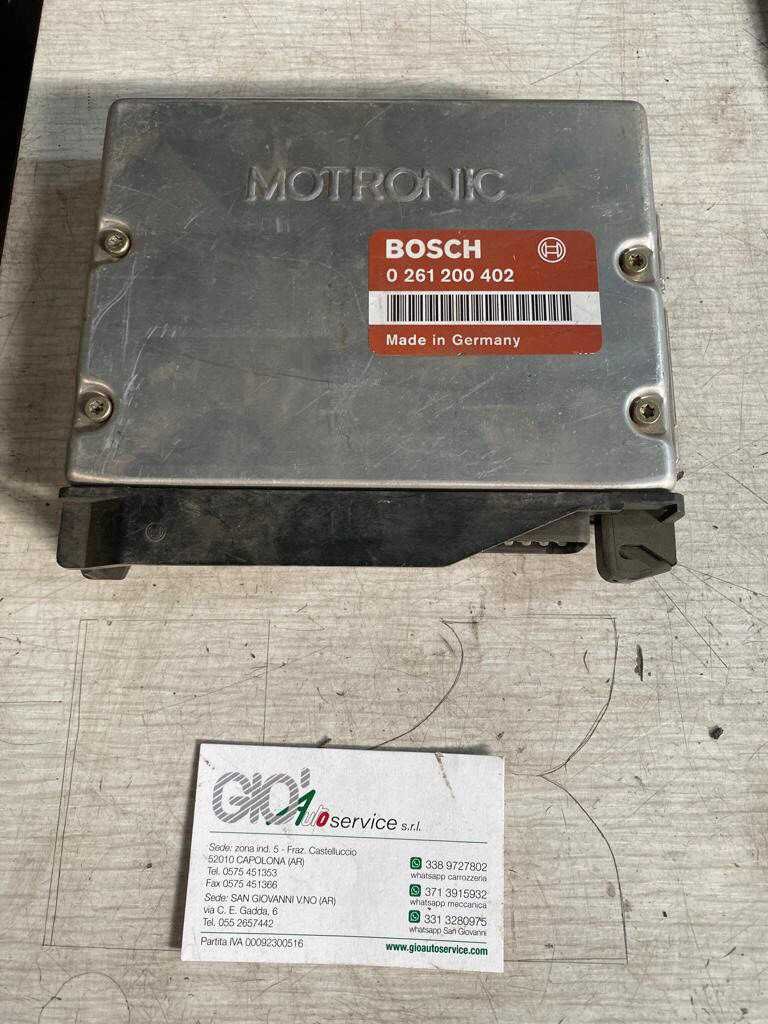 MOTRONIC
BOSCH
0 261 200 402
Made in Germany
GIO' Auto service s.r.l.
Sede: zona ind. 5 - Fraz. Castelluccio
52010 CAPOLONA (AR)
Tel. 0575 451353
Fax 0575 451366
Sede: SAN GIOVANNI V.NO (AR)
via C. E. Gadda, 6
Tel. 055 2657442
Partita IVA 00092300516
338 9727802
whatsapp carrozzeria
371 3915932
whatsapp meccanica
331 3280975
whatsapp San Giovanni
www.gioautoservice.com